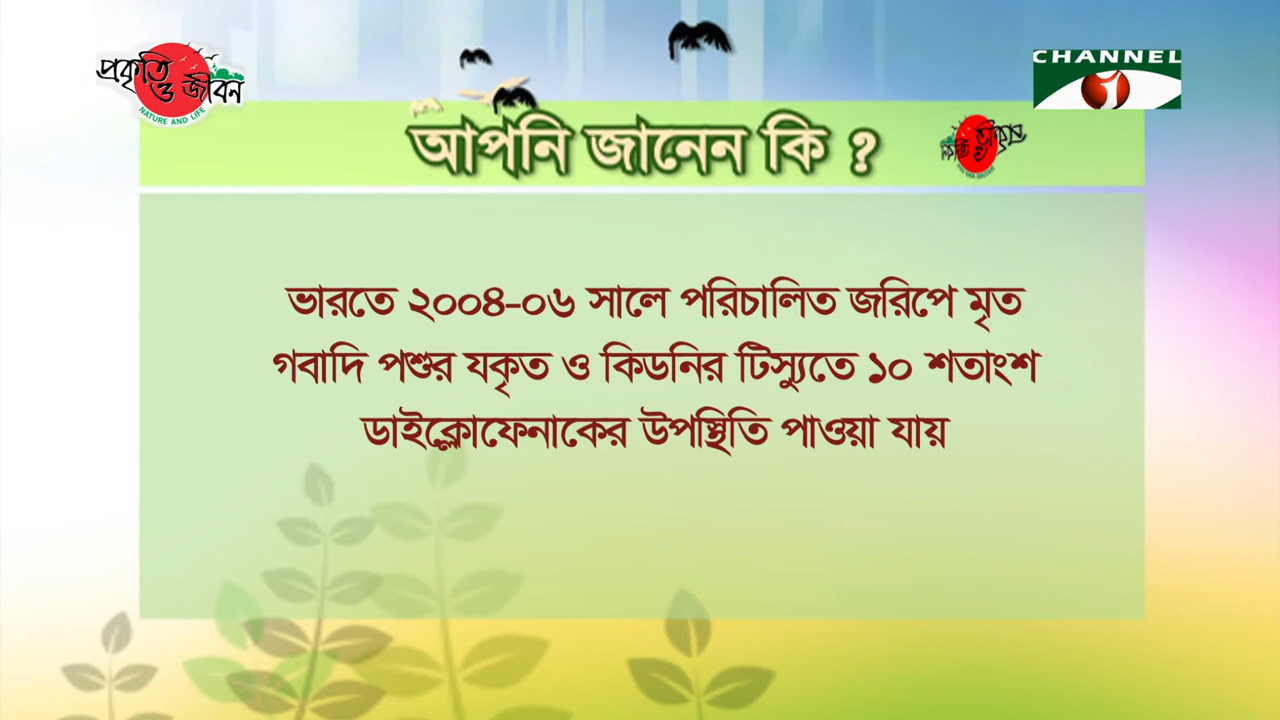 প্রকৃতি ও জীবন
NATURE AND LIFE
CHANNEL
আপনি জানেন কি ?
ভারতে ২০০৪-০৬ সালে পরিচালিত জরিপে মৃত
গবাদি পশুর যকৃত ও কিডনির টিস্যুতে ১০ শতাংশ
ডাইক্লোফেনাকের উপস্থিতি পাওয়া যায়